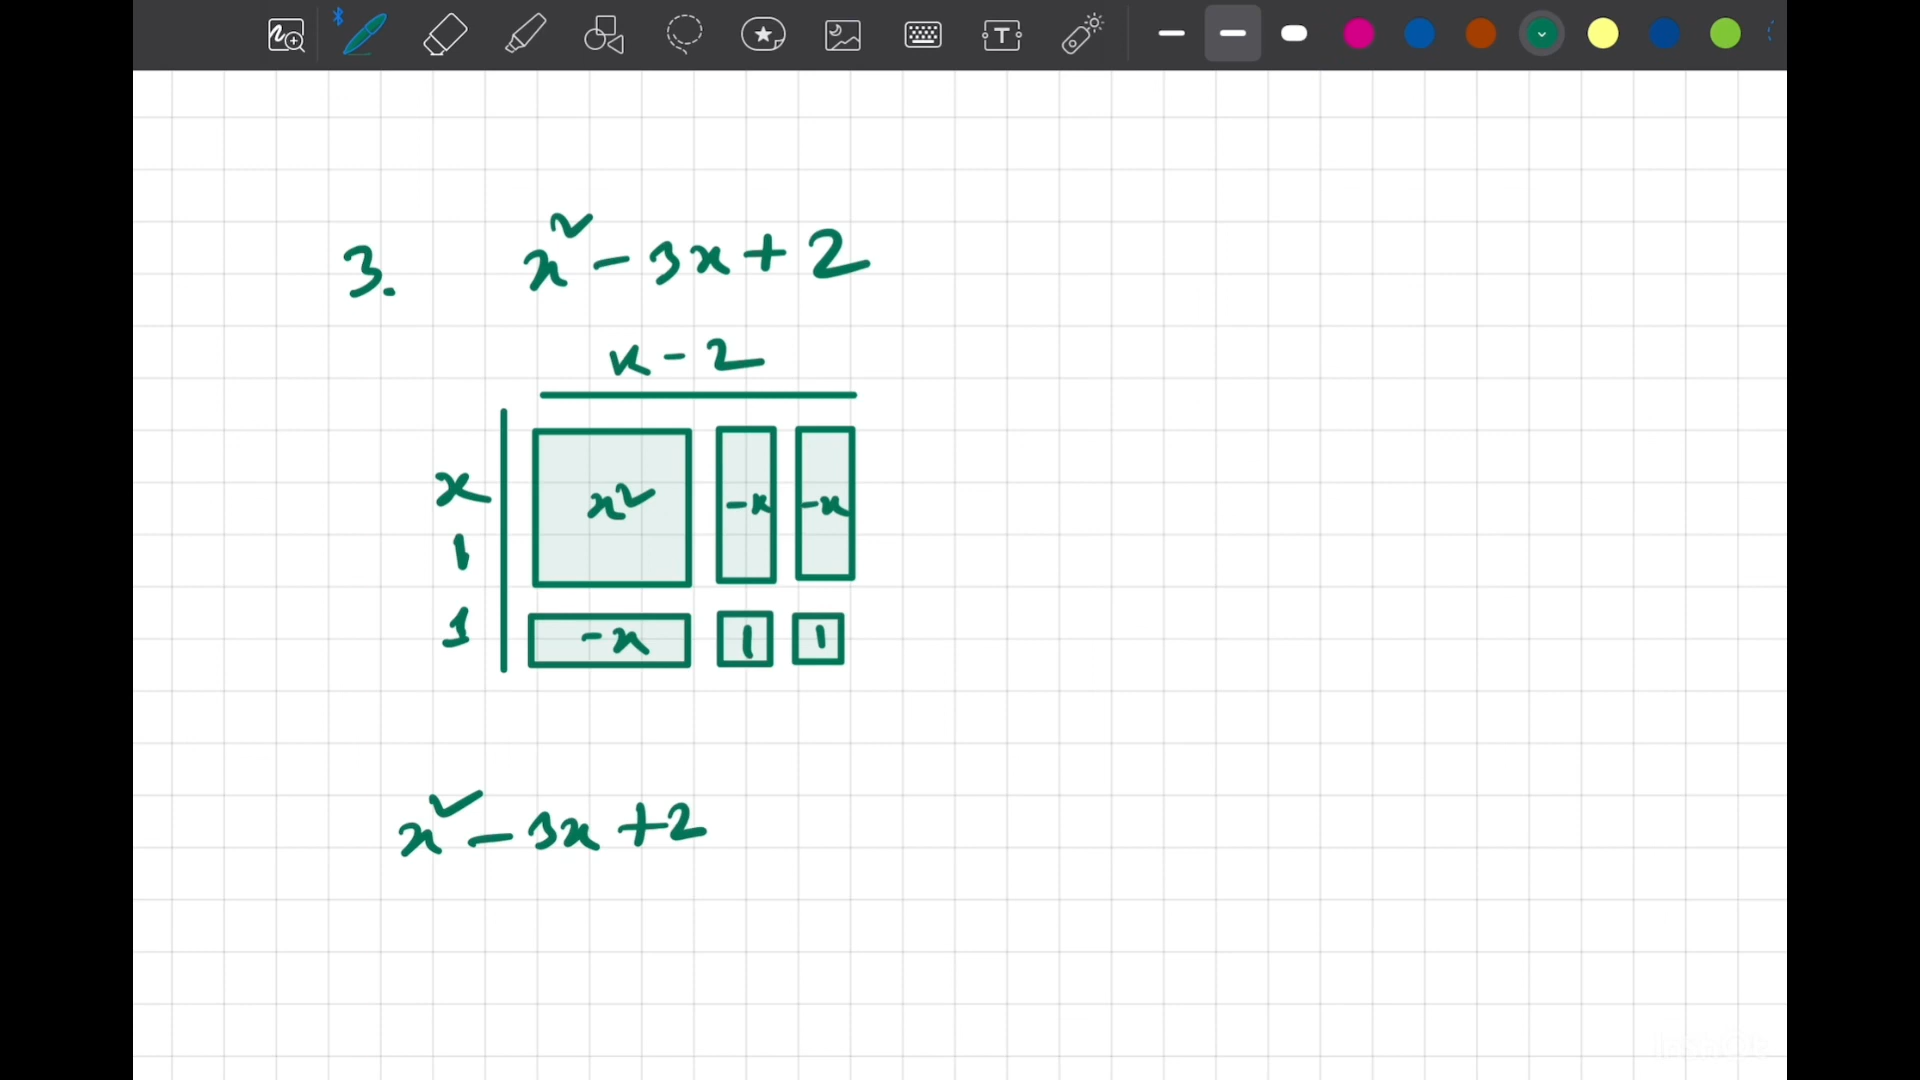 3. x² - 3x + 2
x - 2
x x² -x -x
1
1 -x 1 1
x² - 3x + 2